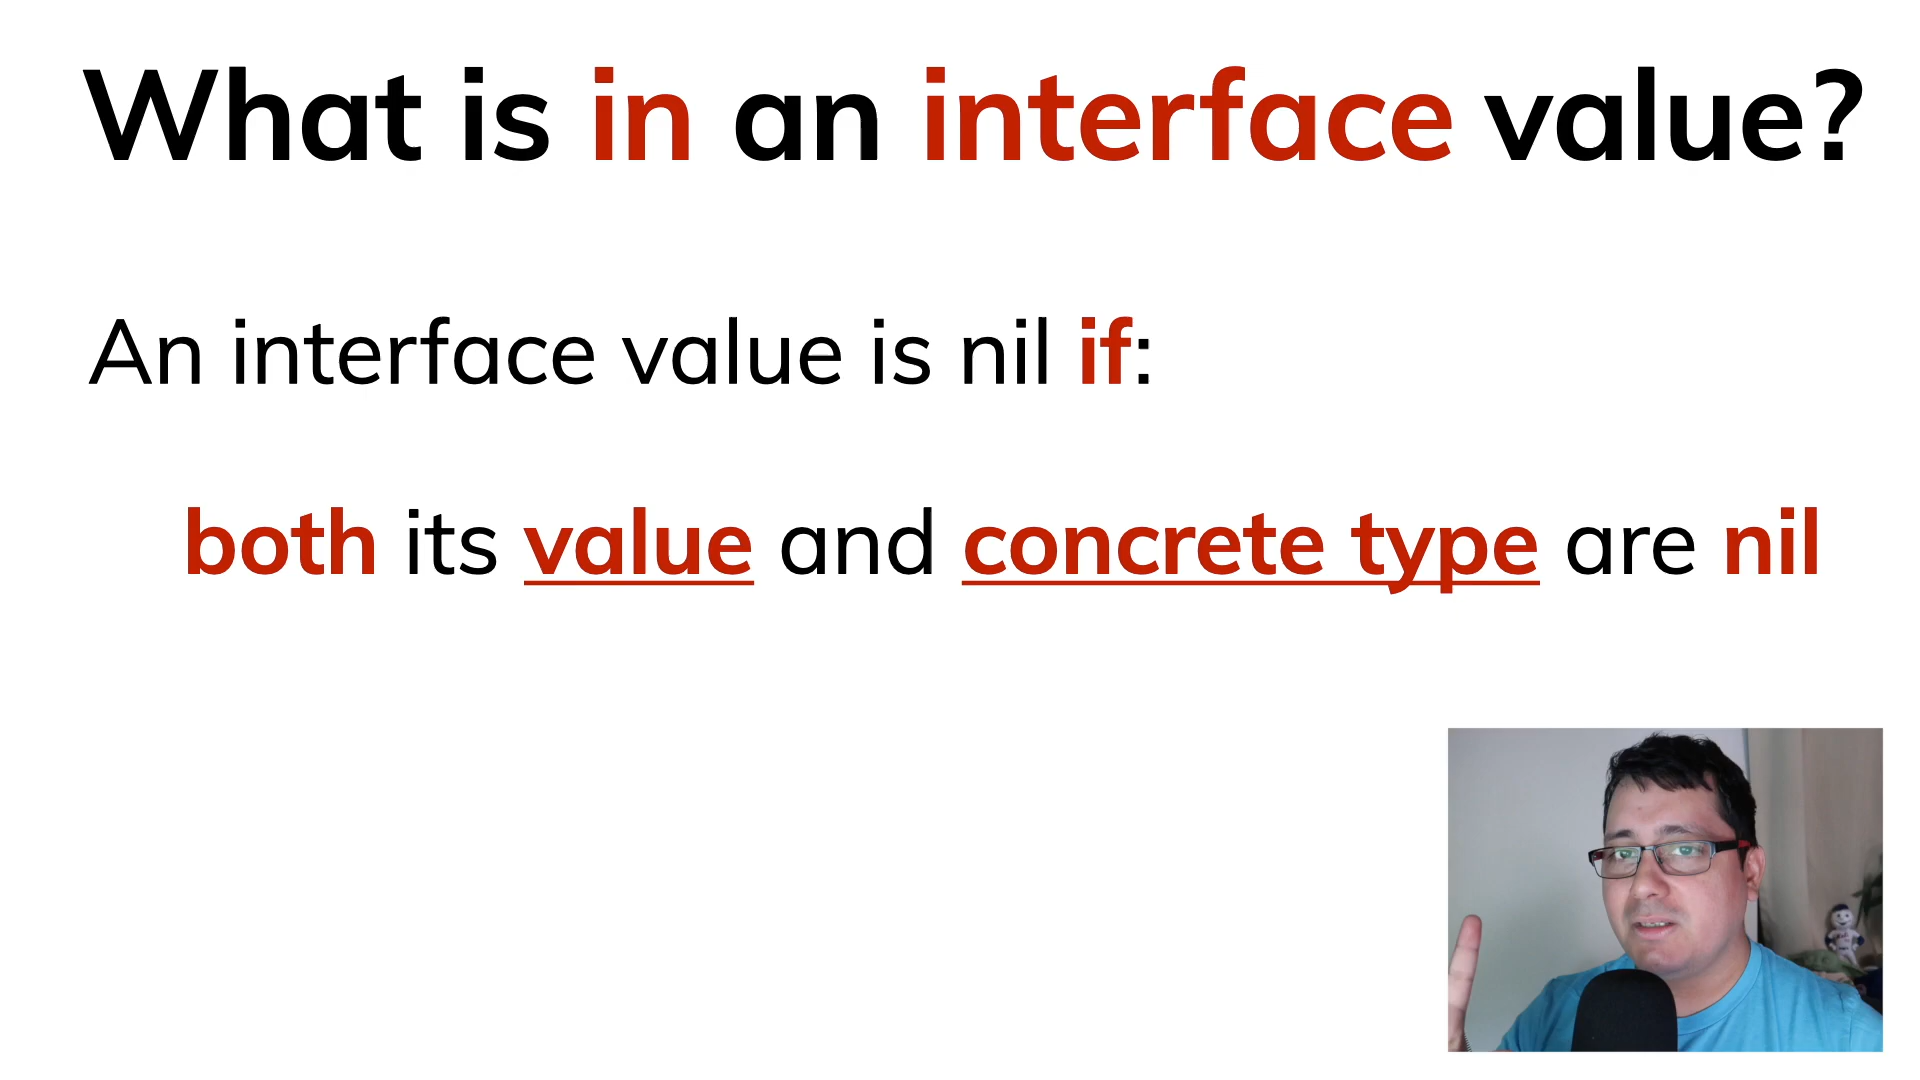 What is in an interface value?
An interface value is nil if:
both its value and concrete type are nil